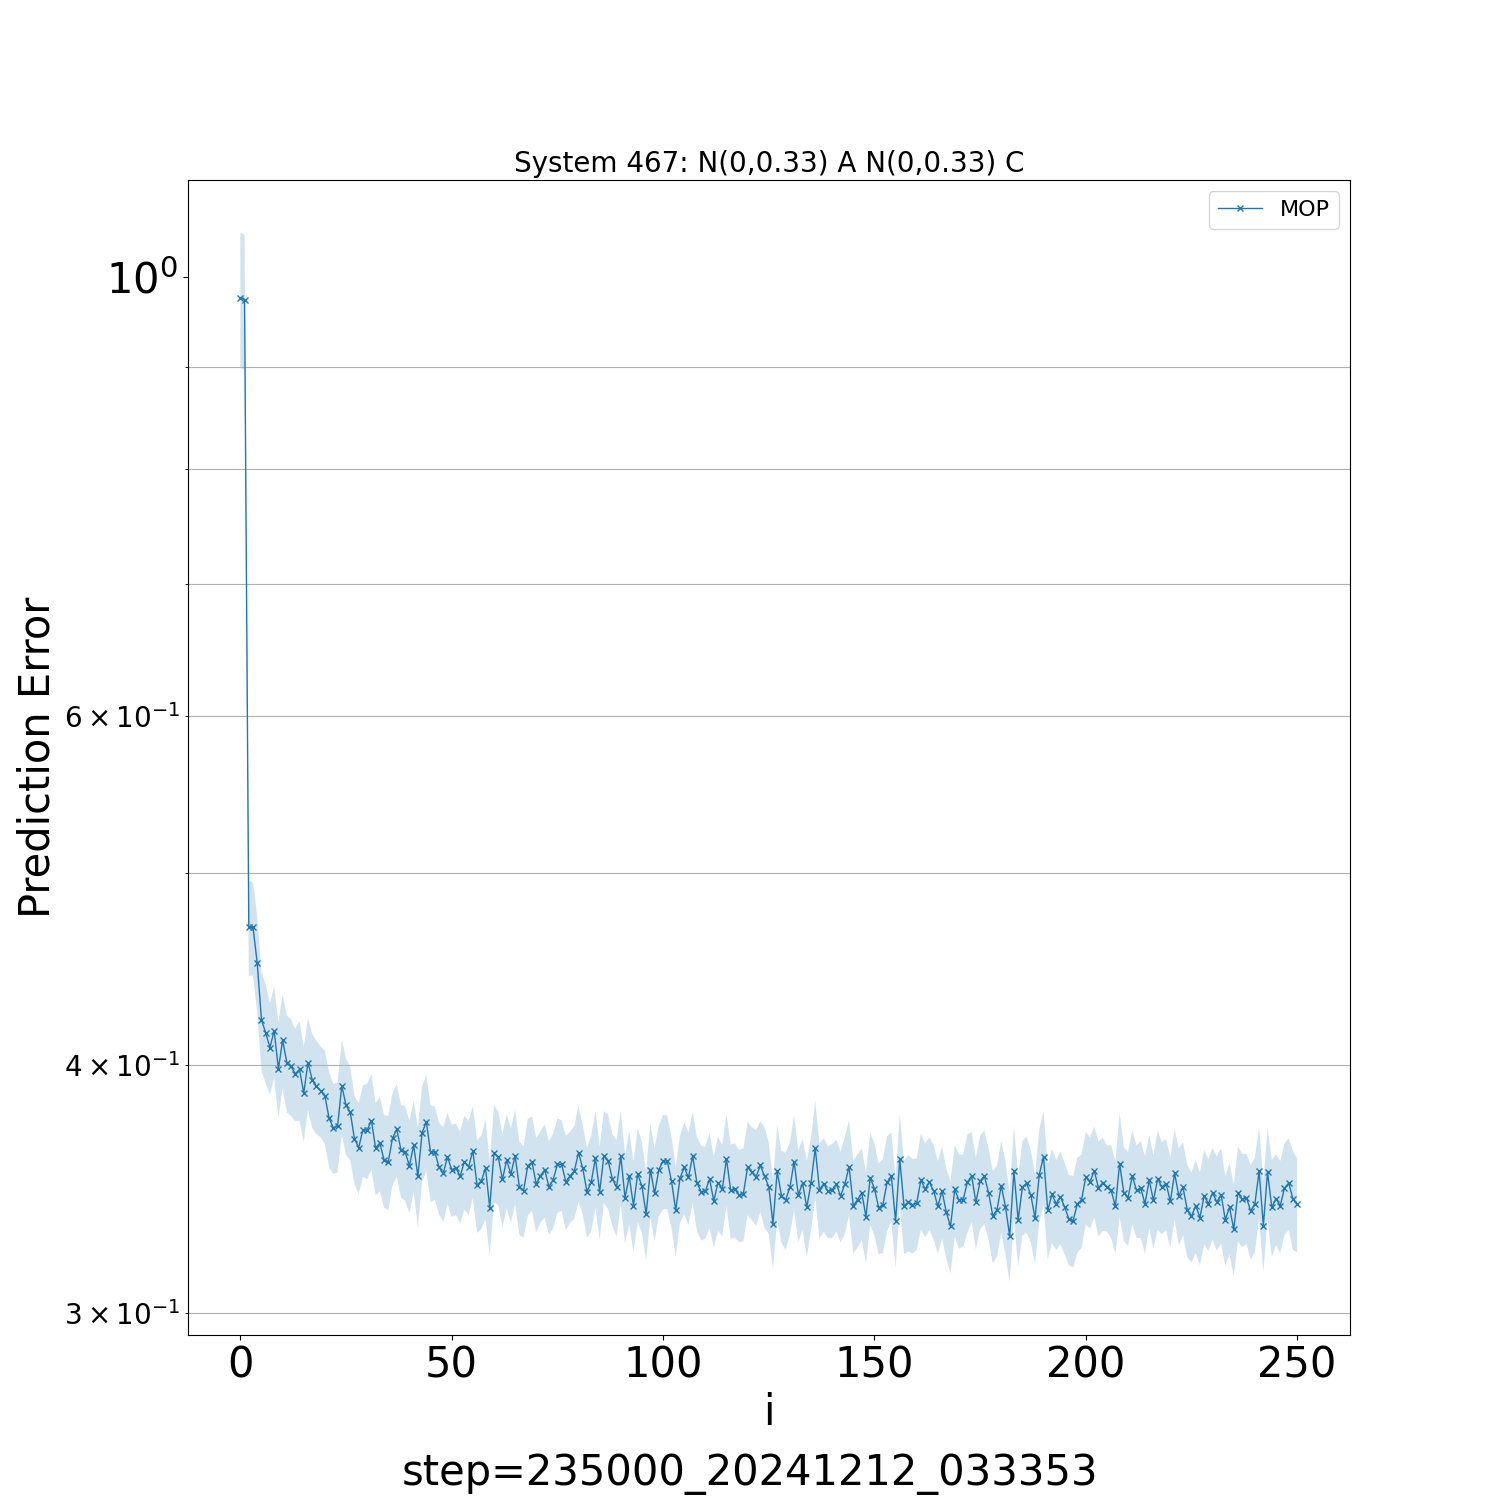 System 467: N(0,0.33) A N(0,0.33) C
MOP
10⁰
6 × 10⁻¹
4 × 10⁻¹
3 × 10⁻¹
Prediction Error
0 50 100 150 200 250
i
step=235000_20241212_033353